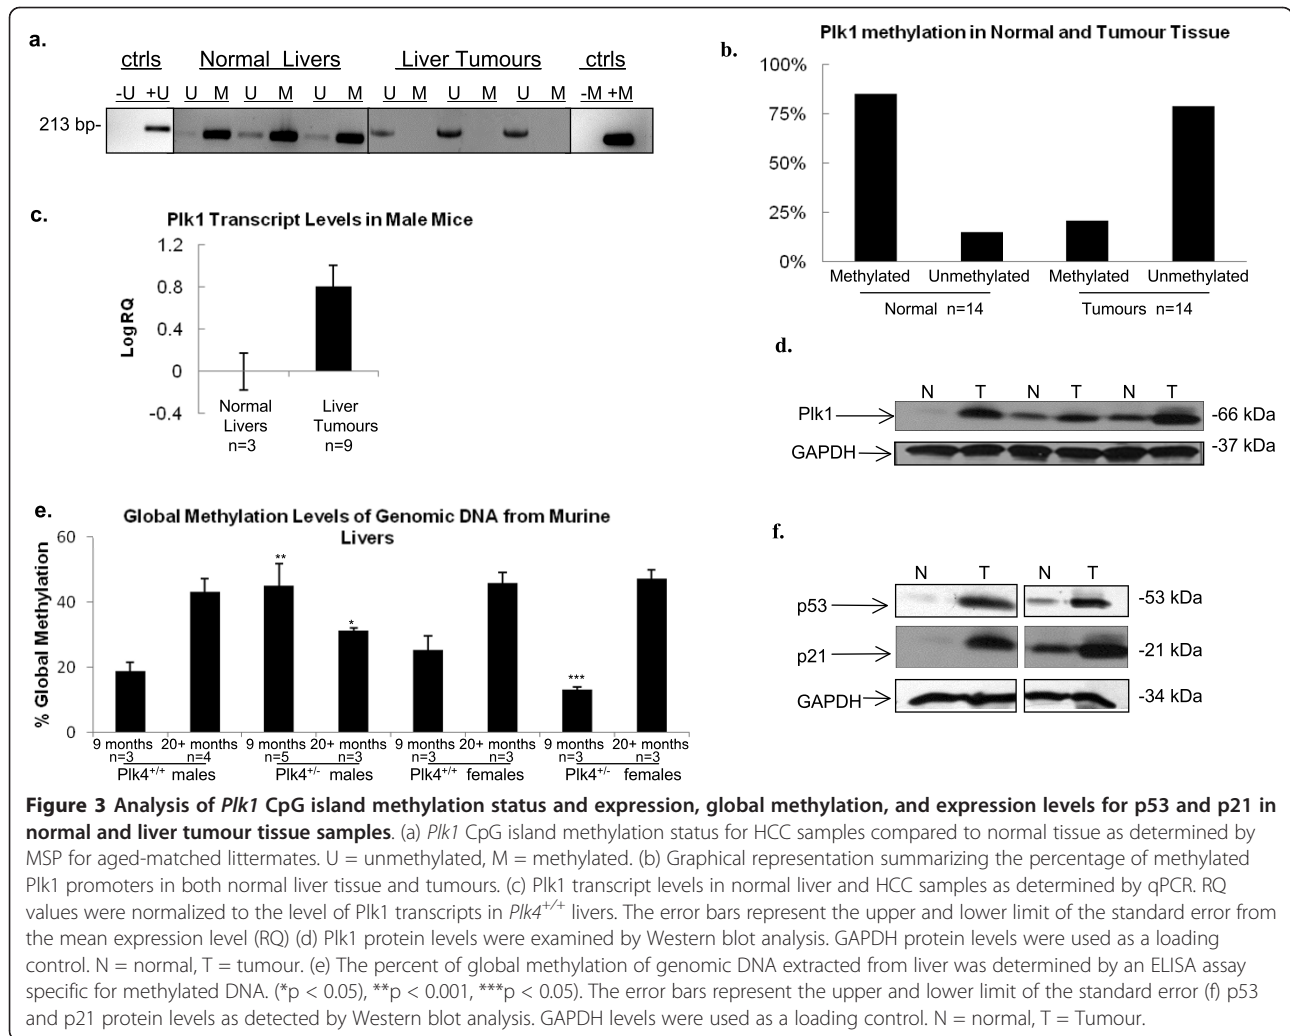 a.
ctrls Normal Livers Liver Tumours ctrls
-U +U U M U M U M U M U M U M -M +M
213 bp-
b.
Plk1 methylation in Normal and Tumour Tissue
100%
75%
50%
25%
0%
Methylated Unmethylated Methylated Unmethylated
Normal n=14 Tumours n=14
c.
Plk1 Transcript Levels in Male Mice
Log RQ
1.2
0.8
0.4
0
-0.4
Normal Livers n=3
Liver Tumours n=9
d.
N T N T N T
Plk1 -66 kDa
GAPDH -37 kDa
e.
Global Methylation Levels of Genomic DNA from Murine
Livers
% Global Methylation
60
40
20
0
** * ***
9 months 20+ months 9 months 20+ months 9 months 20+ months 9 months 20+ months
n=3 n=4 n=5 n=3 n=3 n=3 n=3 n=3
Plk4+/+ males Plk4+/- males Plk4+/+ females Plk4+/- females
f.
N T N T
p53 -53 kDa
p21 -21 kDa
GAPDH -34 kDa
Figure 3 Analysis of Plk1 CpG island methylation status and expression, global methylation, and expression levels for p53 and p21 in
normal and liver tumour tissue samples. (a) Plk1 CpG island methylation status for HCC samples compared to normal tissue as determined by
MSP for aged-matched littermates. U = unmethylated, M = methylated. (b) Graphical representation summarizing the percentage of methylated
Plk1 promoters in both normal liver tissue and tumours. (c) Plk1 transcript levels in normal liver and HCC samples as determined by qPCR. RQ
values were normalized to the level of Plk1 transcripts in Plk4+/+ livers. The error bars represent the upper and lower limit of the standard error from
the mean expression level (RQ) (d) Plk1 protein levels were examined by Western blot analysis. GAPDH protein levels were used as a loading
control. N = normal, T = tumour. (e) The percent of global methylation of genomic DNA extracted from liver was determined by an ELISA assay
specific for methylated DNA. (*p < 0.05), **p < 0.001, ***p < 0.05). The error bars represent the upper and lower limit of the standard error (f) p53
and p21 protein levels as detected by Western blot analysis. GAPDH levels were used as a loading control. N = normal, T = Tumour.